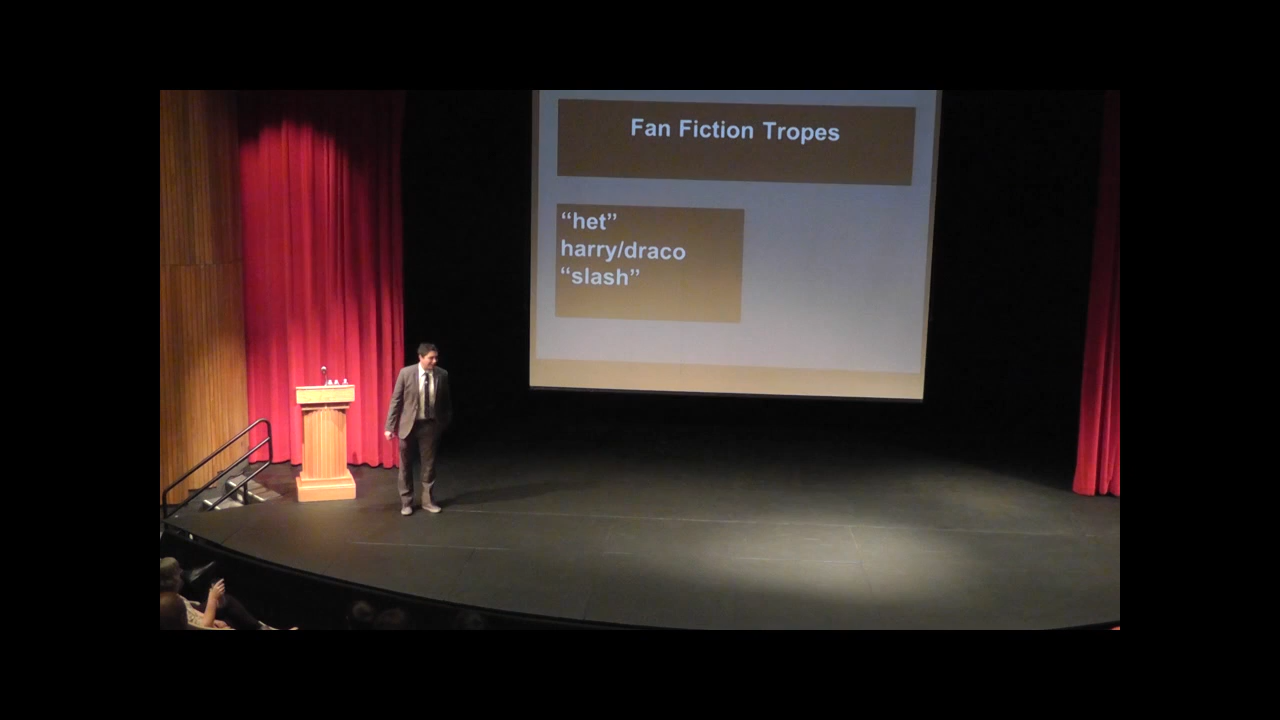 Fan Fiction Tropes
“het”
harry/draco
“slash”